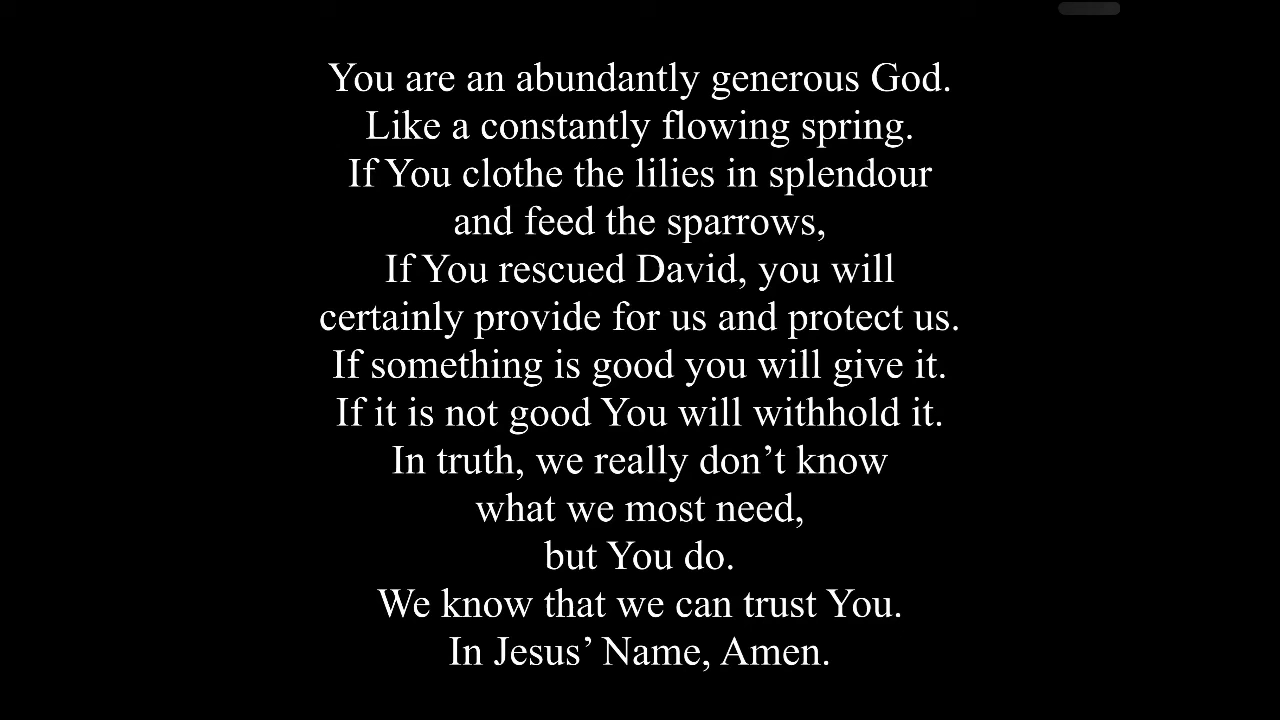 You are an abundantly generous God.
Like a constantly flowing spring.
If You clothe the lilies in splendour
and feed the sparrows,
If You rescued David, you will
certainly provide for us and protect us.
If something is good you will give it.
If it is not good You will withhold it.
In truth, we really don’t know
what we most need,
but You do.
We know that we can trust You.
In Jesus’ Name, Amen.